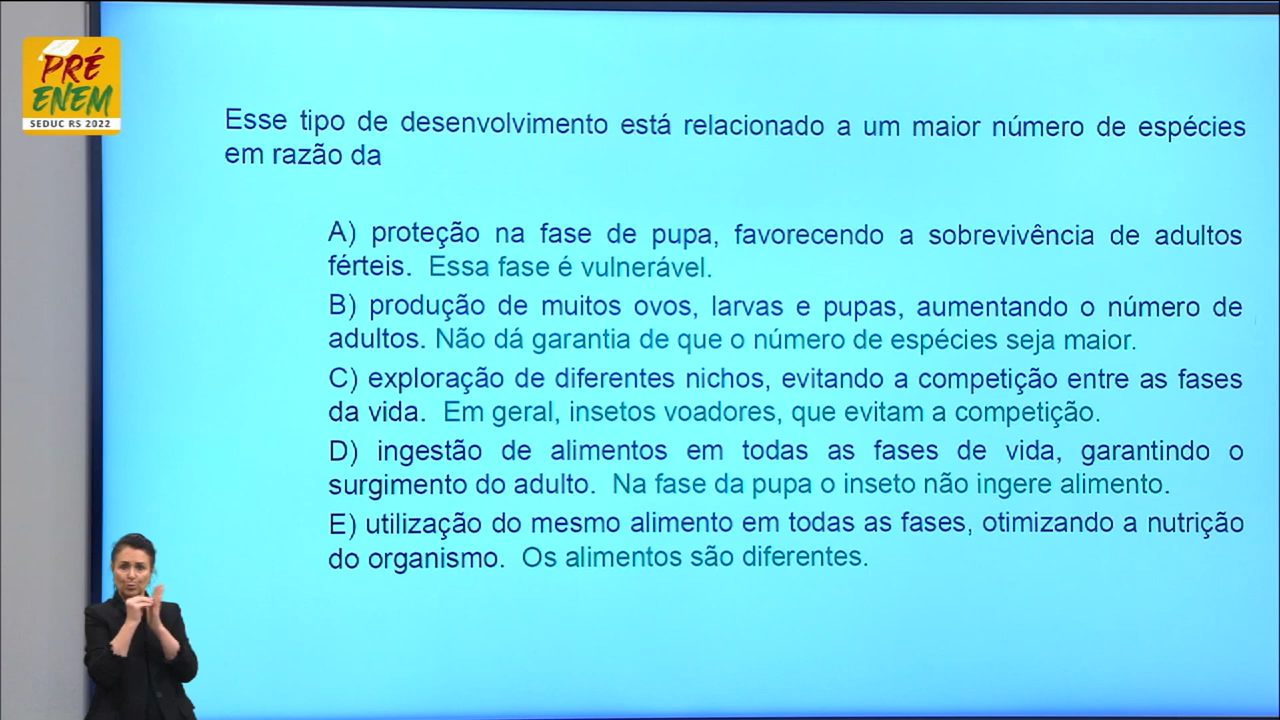 PRÉ
ENEM
SEDUC RS 2022
Esse tipo de desenvolvimento está relacionado a um maior número de espécies
em razão da
A) proteção na fase de pupa, favorecendo a sobrevivência de adultos
férteis. Essa fase é vulnerável.
B) produção de muitos ovos, larvas e pupas, aumentando o número de
adultos. Não dá garantia de que o número de espécies seja maior.
C) exploração de diferentes nichos, evitando a competição entre as fases
da vida. Em geral, insetos voadores, que evitam a competição.
D) ingestão de alimentos em todas as fases de vida, garantindo o
surgimento do adulto. Na fase da pupa o inseto não ingere alimento.
E) utilização do mesmo alimento em todas as fases, otimizando a nutrição
do organismo. Os alimentos são diferentes.